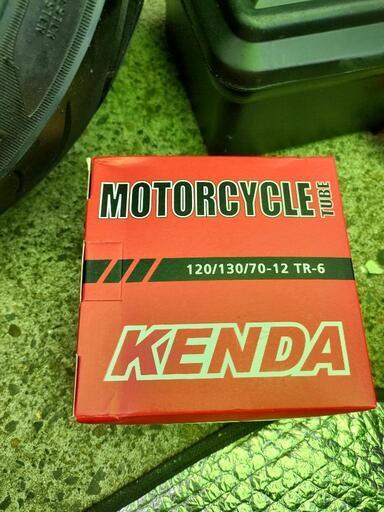 MOTORCYCLE TUBE
120/130/70-12 TR-6
KENDA